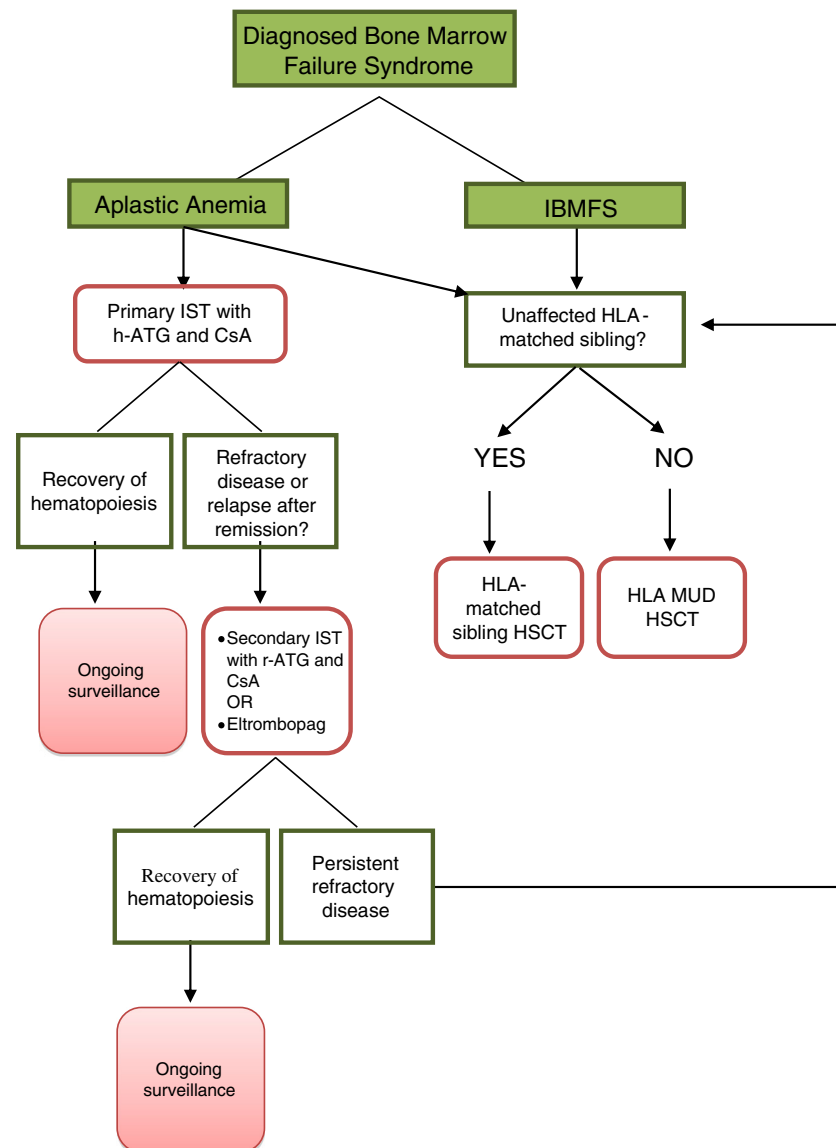 Diagnosed Bone Marrow
Failure Syndrome
Aplastic Anemia
IBMFS
Primary IST with
h-ATG and CsA
Unaffected HLA-
matched sibling?
YES
NO
Recovery of
hematopoiesis
Refractory
disease or
relapse after
remission?
HLA-
matched
sibling HSCT
HLA MUD
HSCT
Ongoing
surveillance
•Secondary IST
with r-ATG and
CsA
OR
•Eltrombopag
Recovery of
hematopoiesis
Persistent
refractory
disease
Ongoing
surveillance